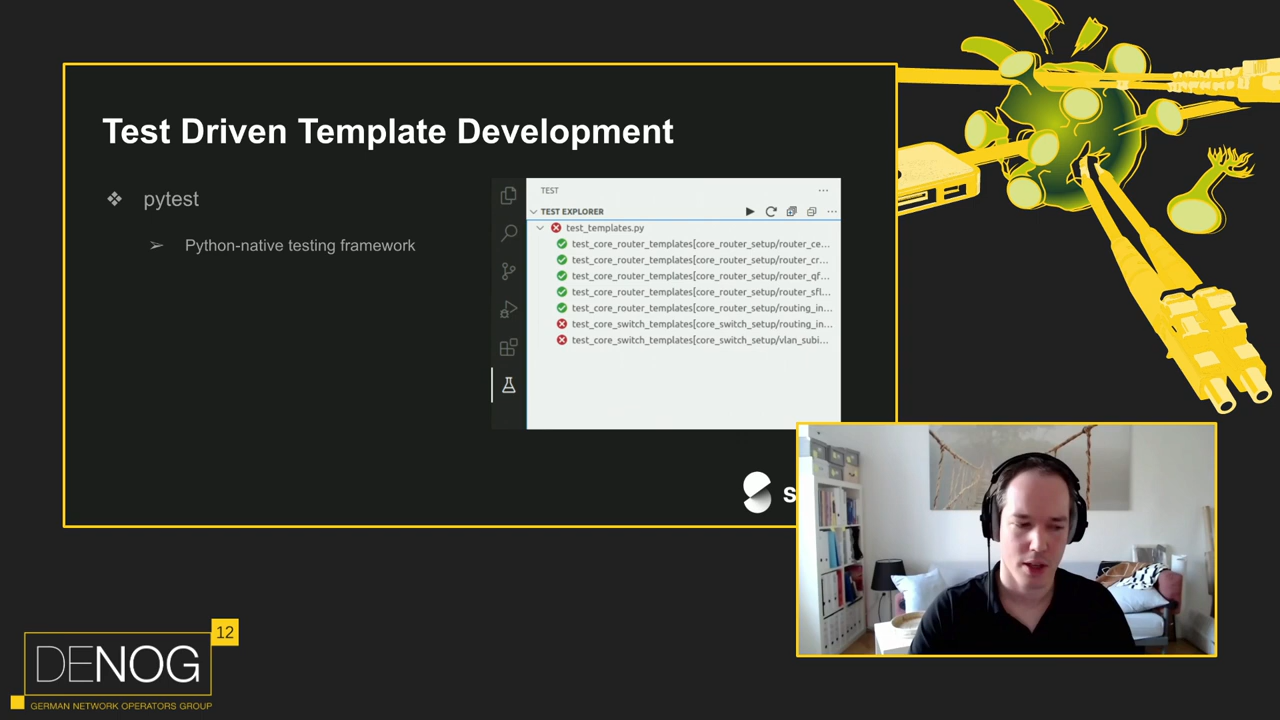 Test Driven Template Development
❖ pytest
➢ Python-native testing framework
TEST
TEST EXPLORER
test_templates.py
test_core_router_templates[core_router_setup/router_ce...
test_core_router_templates[core_router_setup/router_cr...
test_core_router_templates[core_router_setup/router_qf...
test_core_router_templates[core_router_setup/router_sfl...
test_core_router_templates[core_router_setup/routing_in...
test_core_switch_templates[core_switch_setup/routing_in...
test_core_switch_templates[core_switch_setup/vlan_subi...
s
12
DENOG
GERMAN NETWORK OPERATORS GROUP